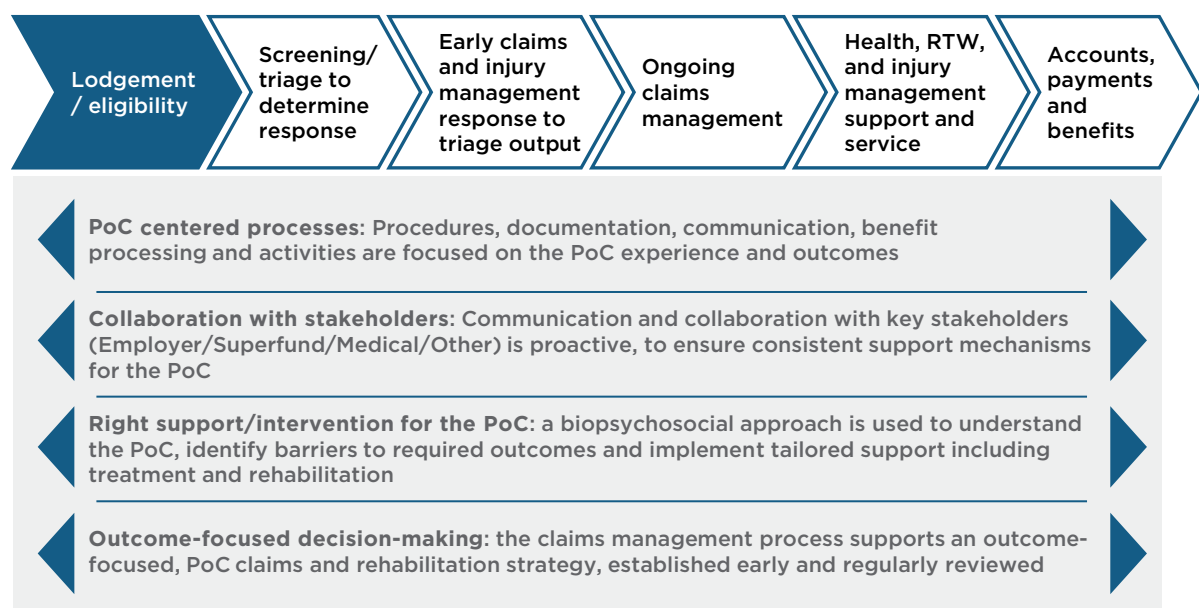 Lodgement
/ eligibility
Screening/
triage to
determine
response
Early claims
and injury
management
response to
triage output
Ongoing
claims
management
Health, RTW,
and injury
management
support and
service
Accounts,
payments
and
benefits
PoC centered processes: Procedures, documentation, communication, benefit
processing and activities are focused on the PoC experience and outcomes
Collaboration with stakeholders: Communication and collaboration with key stakeholders
(Employer/Superfund/Medical/Other) is proactive, to ensure consistent support mechanisms
for the PoC
Right support/intervention for the PoC: a biopsychosocial approach is used to understand
the PoC, identify barriers to required outcomes and implement tailored support including
treatment and rehabilitation
Outcome-focused decision-making: the claims management process supports an outcome-
focused, PoC claims and rehabilitation strategy, established early and regularly reviewed